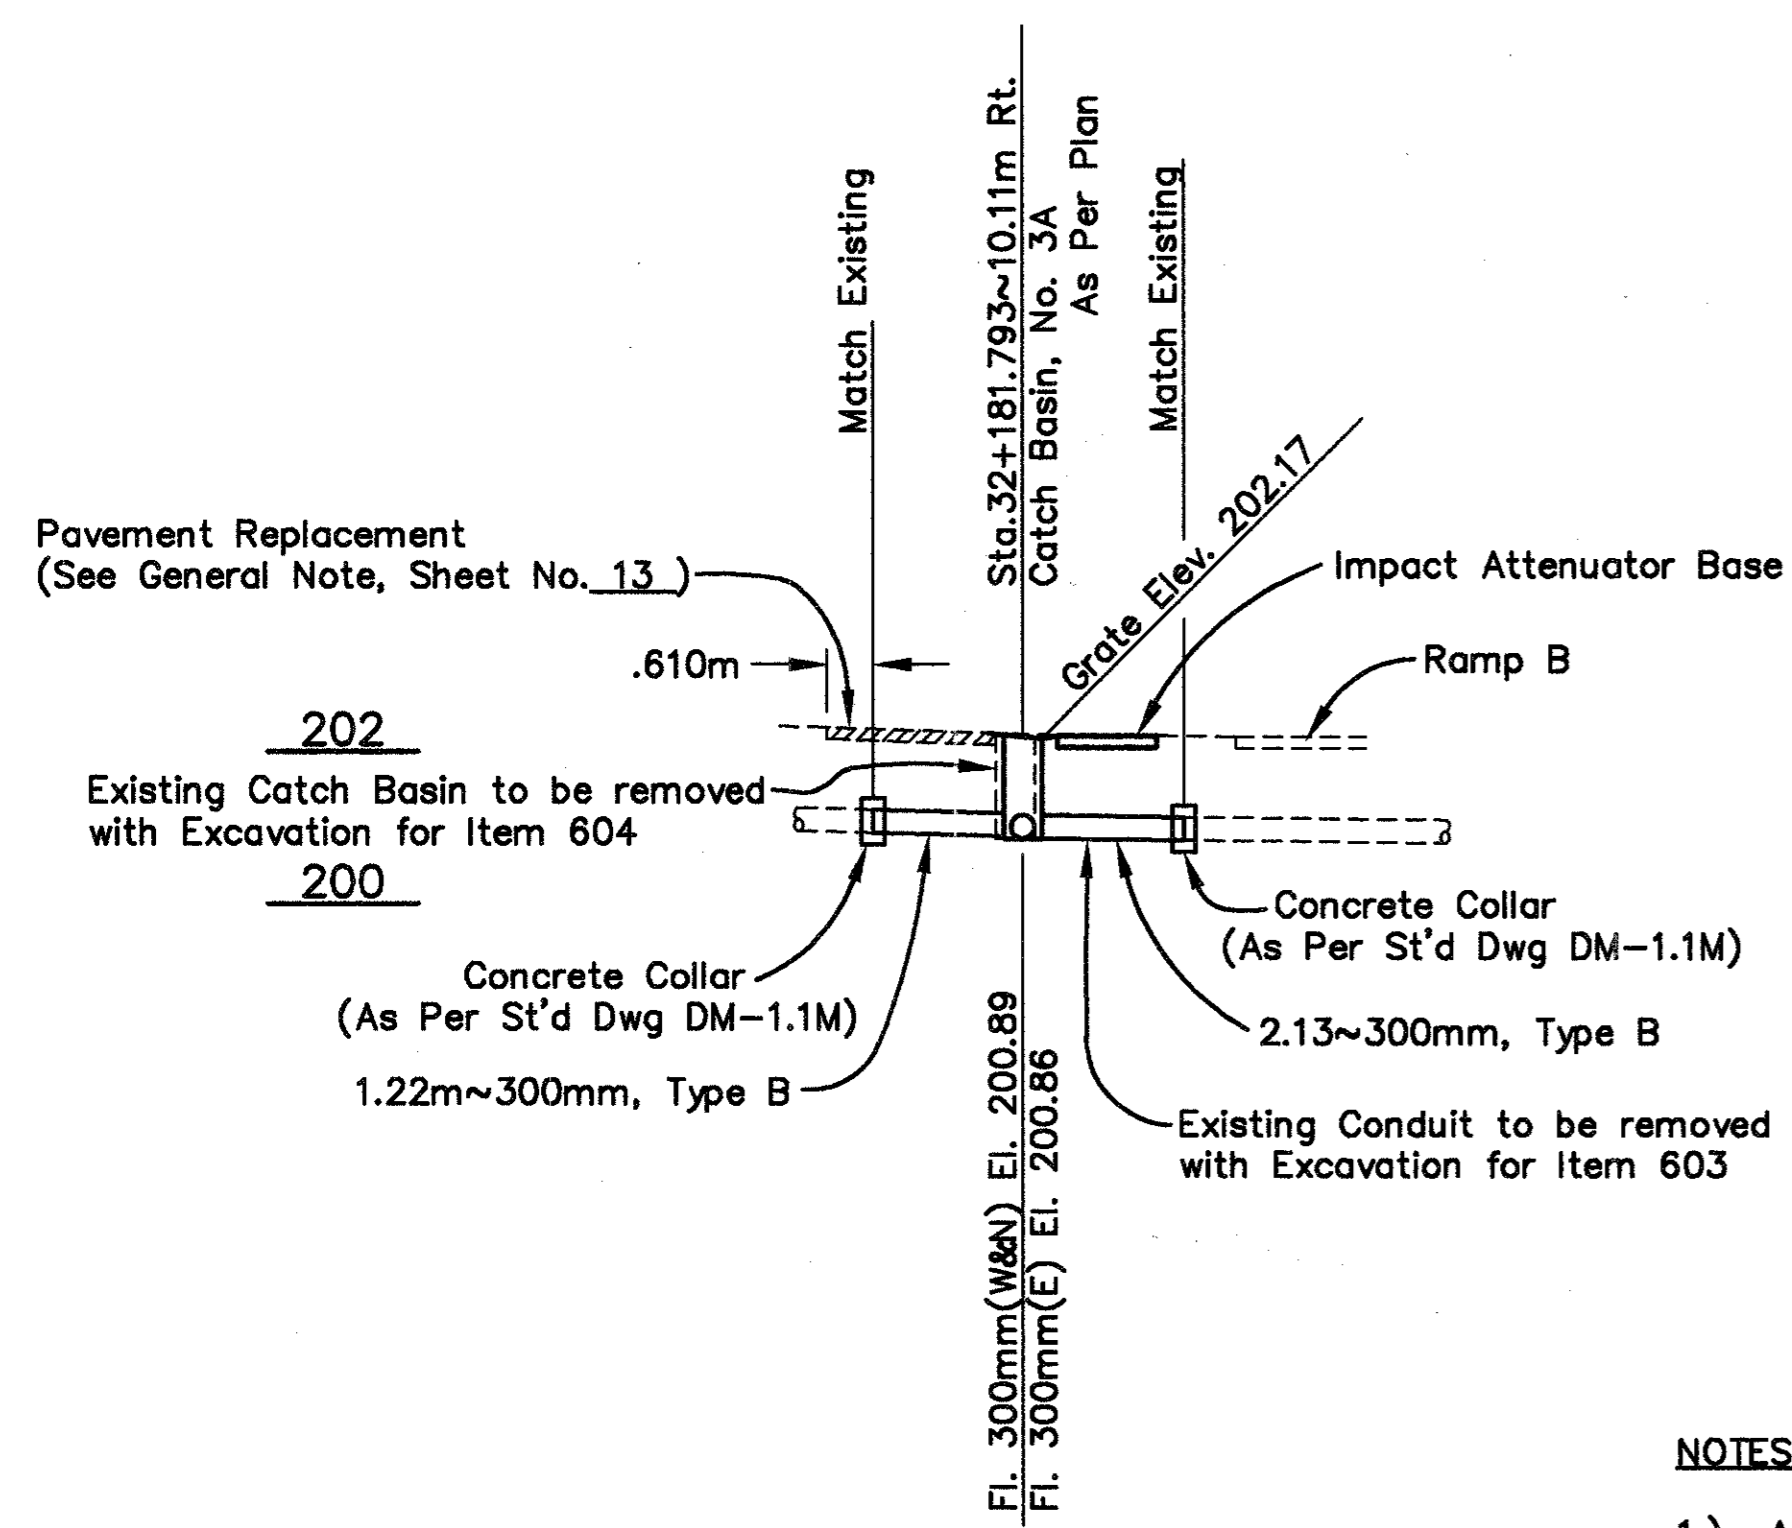 Match Existing
Sta.32+181.793~10.11m Rt.
Catch Basin, No. 3A
As Per Plan
Match Existing
Grate Elev. 202.17
Pavement Replacement
(See General Note, Sheet No. 13 )
Impact Attenuator Base
.610m
Ramp B
202
Existing Catch Basin to be removed
with Excavation for Item 604
200
Concrete Collar
(As Per St'd Dwg DM-1.1M)
Concrete Collar
(As Per St'd Dwg DM-1.1M)
1.22m~300mm, Type B
2.13~300mm, Type B
Existing Conduit to be removed
with Excavation for Item 603
Fl. 300mm(W&N) El. 200.89
Fl. 300mm(E) El. 200.86
NOTES
1.) A